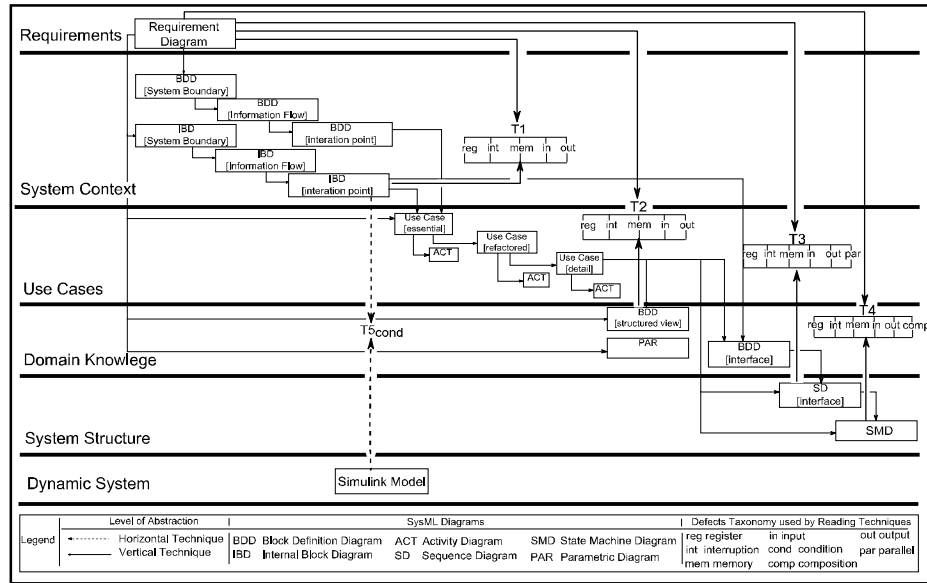 Requirements
Requirement
Diagram
BDD
[System Boundary]
BDD
[Information Flow]
BDD
[interation point]
IBD
[System Boundary]
IBD
[Information Flow]
IBD
[interation point]
System Context
T1
reg int mem in out
T2
reg int mem in out
T3
reg int mem in out par
T4
reg int mem in out comp
Use Case
[essential]
ACT
Use Case
[refactored]
ACT
Use Case
[detail]
ACT
Use Cases
T5cond
BDD
[structured view]
PAR
BDD
[interface]
Domain Knowlege
SD
[interface]
SMD
System Structure
Simulink Model
Dynamic System
Legend
Level of Abstraction
Horizontal Technique
Vertical Technique
SysML Diagrams
BDD Block Definition Diagram ACT Activity Diagram SMD State Machine Diagram
IBD Internal Block Diagram SD Sequence Diagram PAR Parametric Diagram
Defects Taxonomy used by Reading Techniques
reg register in input out output
int interruption cond condition par parallel
mem memory comp composition